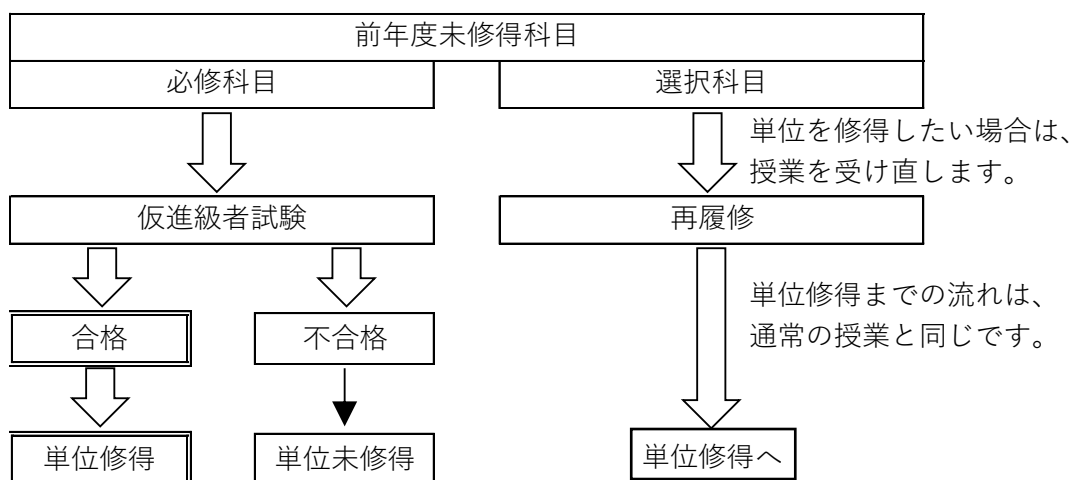 前年度未修得科目
必修科目
選択科目
単位を修得したい場合は、
授業を受け直します。
仮進級者試験
再履修
単位修得までの流れは、
通常の授業と同じです。
合格
不合格
単位修得
単位未修得
単位修得へ